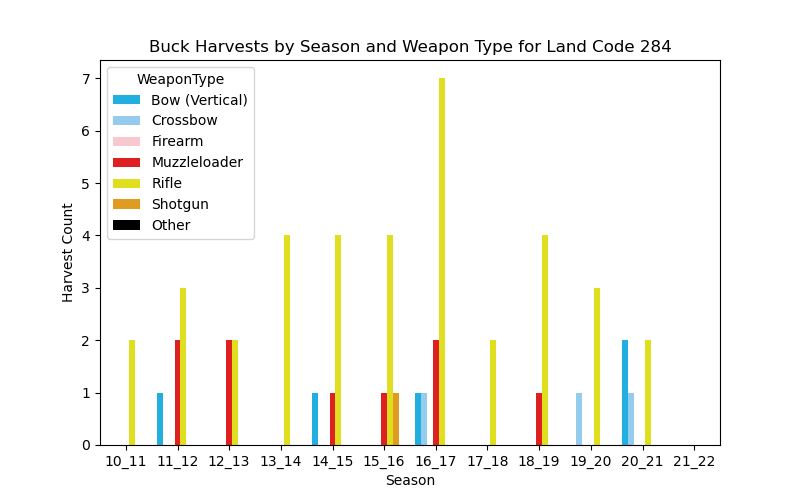 Buck Harvests by Season and Weapon Type for Land Code 284
WeaponType
Bow (Vertical)
Crossbow
Firearm
Muzzleloader
Rifle
Shotgun
Other
Harvest Count
7
6
5
4
3
2
1
0
10_11 11_12 12_13 13_14 14_15 15_16 16_17 17_18 18_19 19_20 20_21 21_22
Season